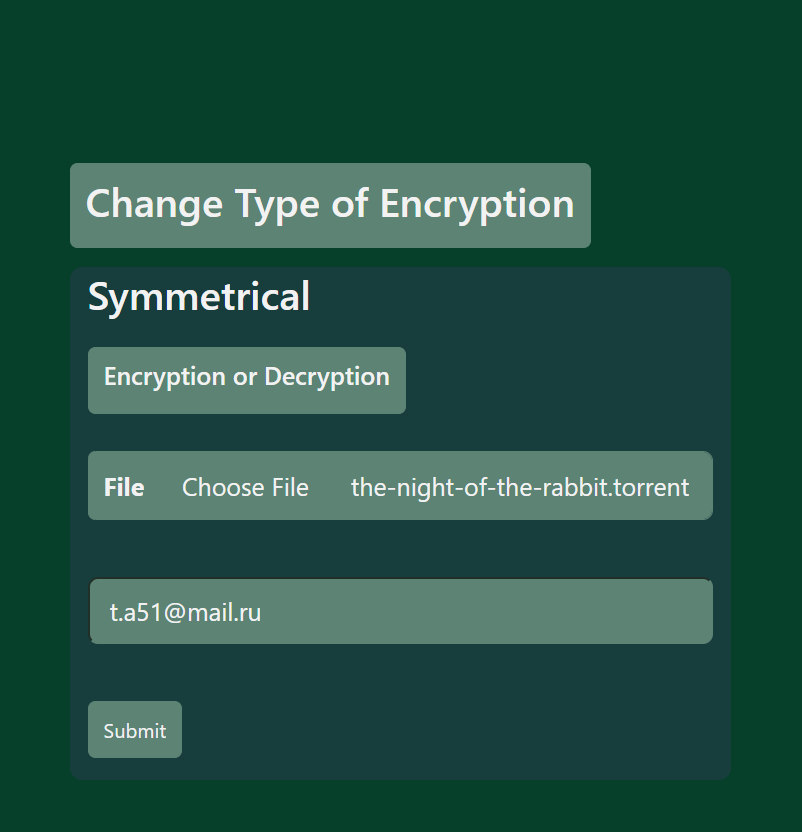 Change Type of Encryption
Symmetrical
Encryption or Decryption
File Choose File the-night-of-the-rabbit.torrent
t.a51@mail.ru
Submit